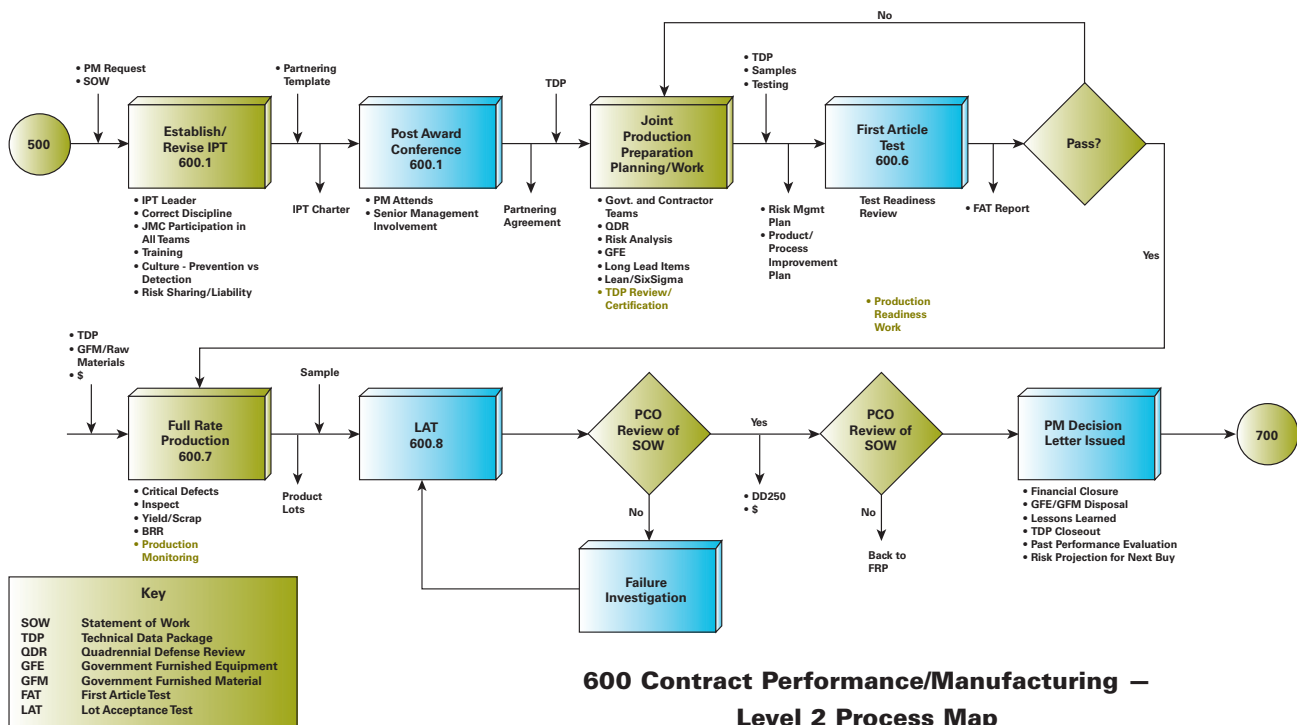 No
• PM Request
• SOW
• Partnering
Template
TDP
• TDP
• Samples
• Testing
500
Establish/
Revise IPT
600.1
Post Award
Conference
600.1
Joint
Production
Preparation
Planning/Work
First Article
Test
600.6
Pass?
• IPT Leader
• Correct Discipline
• JMC Participation in
All Teams
• Training
• Culture - Prevention vs
Detection
• Risk Sharing/Liability
IPT Charter
• PM Attends
• Senior Management
Involvement
Partnering
Agreement
• Govt. and Contractor
Teams
• QDR
• Risk Analysis
• GFE
• Long Lead Items
• Lean/SixSigma
• TDP Review/
Certification
• Risk Mgmt
Plan
• Product/
Process
Improvement
Plan
Test Readiness
Review
• FAT Report
Yes
• Production
Readiness
Work
• TDP
• GFM/Raw
Materials
• $
Sample
Full Rate
Production
600.7
LAT
600.8
PCO
Review of
SOW
Yes
PCO
Review of
SOW
PM Decision
Letter Issued
700
• Critical Defects
• Inspect
• Yield/Scrap
• BRR
• Production
Monitoring
Product
Lots
No
• DD250
• $
No
Back to
FRP
• Financial Closure
• GFE/GFM Disposal
• Lessons Learned
• TDP Closeout
• Past Performance Evaluation
• Risk Projection for Next Buy
Failure
Investigation
Key
SOW Statement of Work
TDP Technical Data Package
QDR Quadrennial Defense Review
GFE Government Furnished Equipment
GFM Government Furnished Material
FAT First Article Test
LAT Lot Acceptance Test
600 Contract Performance/Manufacturing —
Level 2 Process Map